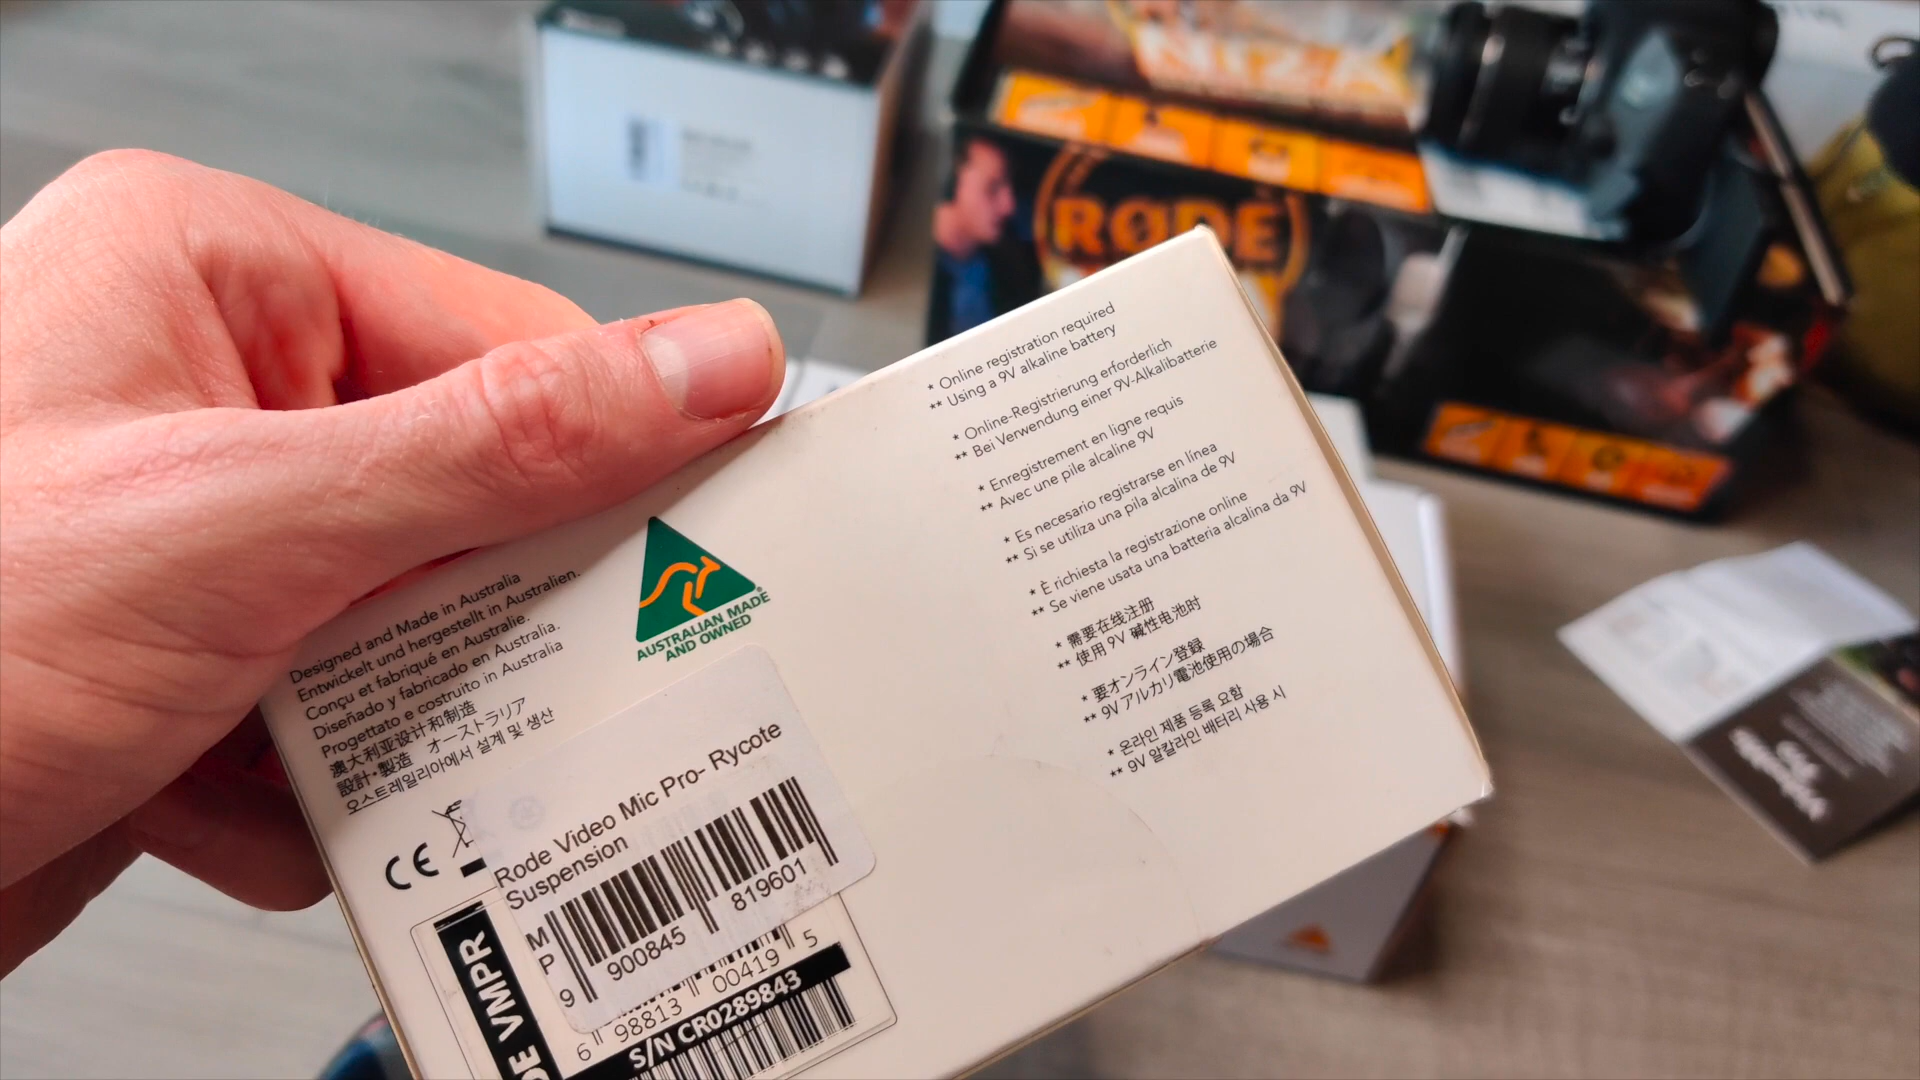 RØDE
* Online registration required
** Using a 9V alkaline battery
* Online-Registrierung erforderlich
** Bei Verwendung einer 9V-Alkalibatterie
* Enregistrement en ligne requis
** Avec une pile alcaline 9V
* Es necesario registrarse en línea
** Si se utiliza una pila alcalina de 9V
* È richiesta la registrazione online
** Se viene usata una batteria alcalina da 9V
* 需要在线注册
** 使用 9V 碱性电池时
* 要オンライン登録
** 9V アルカリ電池使用の場合
* 온라인 제품 등록 요함
** 9V 알칼라인 배터리 사용 시
Designed and Made in Australia
Entwickelt und hergestellt in Australien.
Conçu et fabriqué en Australie.
Diseñado y fabricado en Australia.
Progettato e costruito in Australia
澳大利亚设计和制造
設計・製造 オーストラリア
오스트레일리아에서 설계 및 생산
AUSTRALIAN MADE
AND OWNED
CE
Rode Video Mic Pro- Rycote
Suspension
MP
9 900845 819601
VMPR
6 98813 00419 5
S/N CR0289843